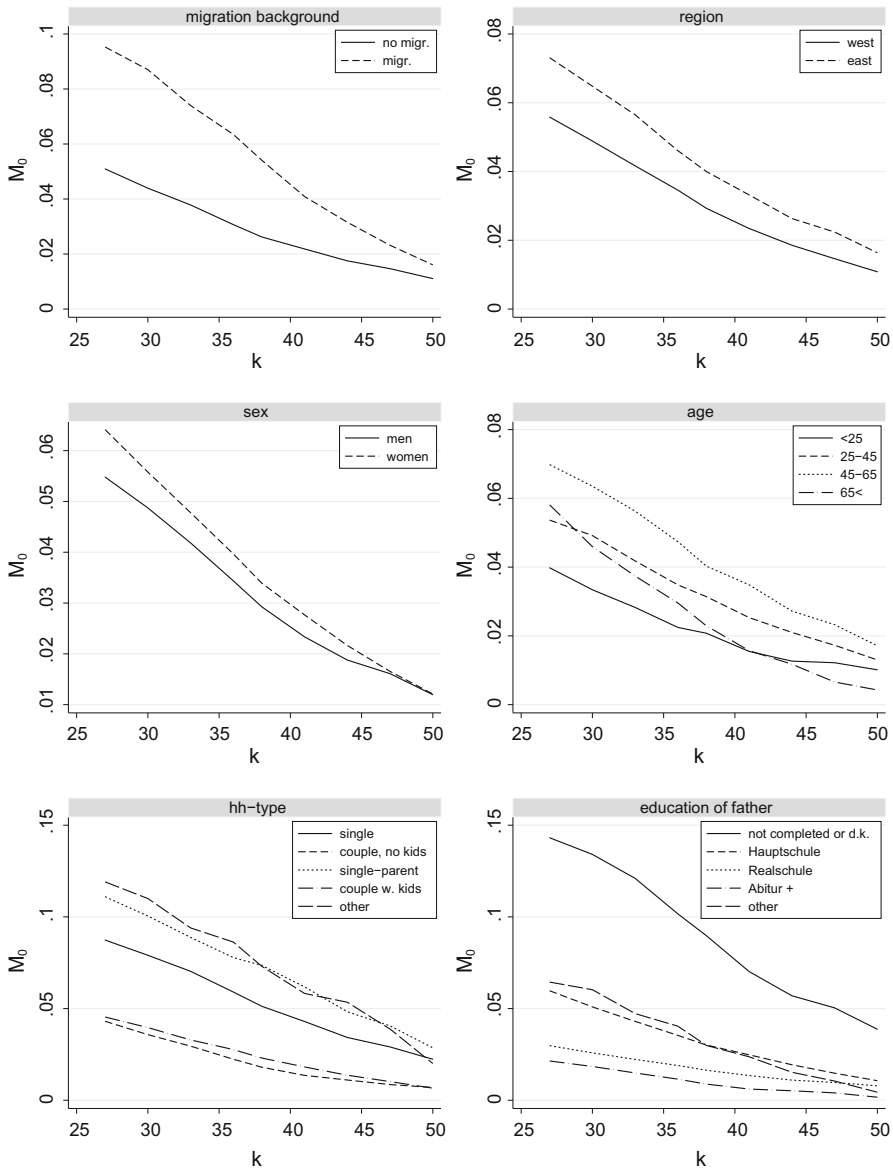 migration background
no migr.
migr.
M0
0 .02 .04 .06 .08 .1
25 30 35 40 45 50
k
region
west
east
M0
0 .02 .04 .06 .08
25 30 35 40 45 50
k
sex
men
women
M0
.01 .02 .03 .04 .05 .06
25 30 35 40 45 50
k
age
<25
25−45
45−65
65<
M0
0 .02 .04 .06 .08
25 30 35 40 45 50
k
hh−type
single
couple, no kids
single−parent
couple w. kids
other
M0
0 .05 .1 .15
25 30 35 40 45 50
k
education of father
not completed or d.k.
Hauptschule
Realschule
Abitur +
other
M0
0 .05 .1 .15
25 30 35 40 45 50
k